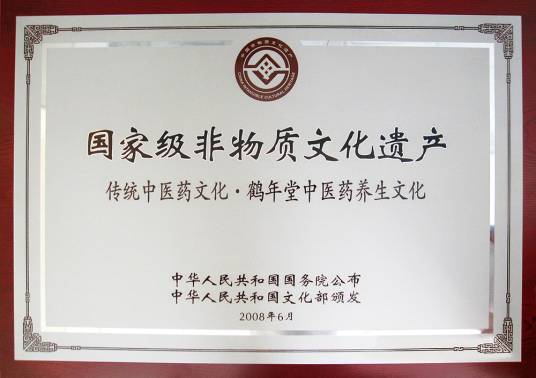 国家级非物质文化遗产
传统中医药文化·鹤年堂中医药养生文化
中华人民共和国国务院公布
中华人民共和国文化部颁发
2008年6月